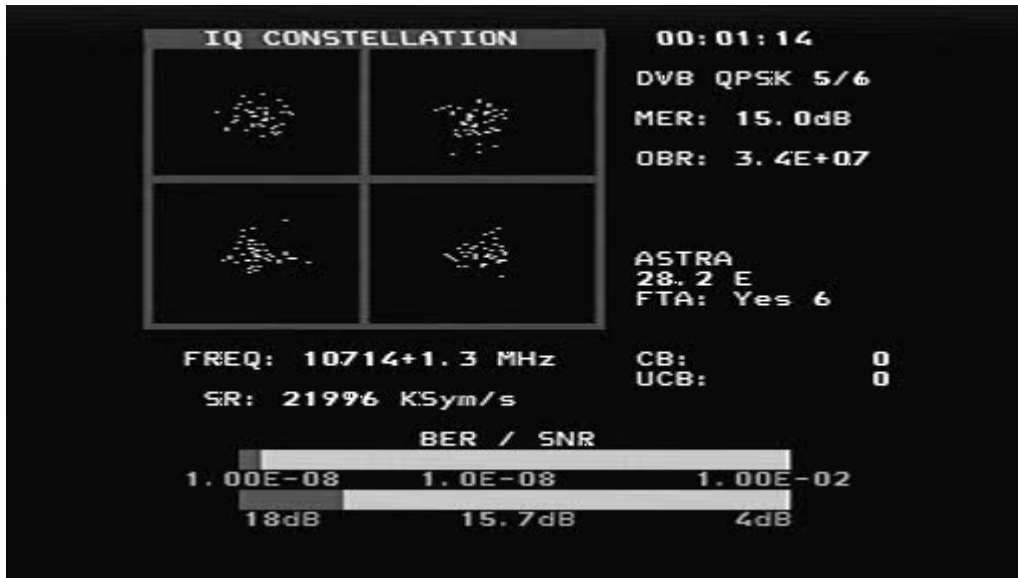 IQ CONSTELLATION
00:01:14
DVB QPSK 5/6
MER: 15.0dB
OBR: 3.4E+07
ASTRA
28.2 E
FTA: Yes 6
FREQ: 10714+1.3 MHz
CB: 0
UCB: 0
SR: 21996 KSym/s
BER / SNR
1.00E-08 1.0E-08 1.00E-02
18dB 15.7dB 4dB